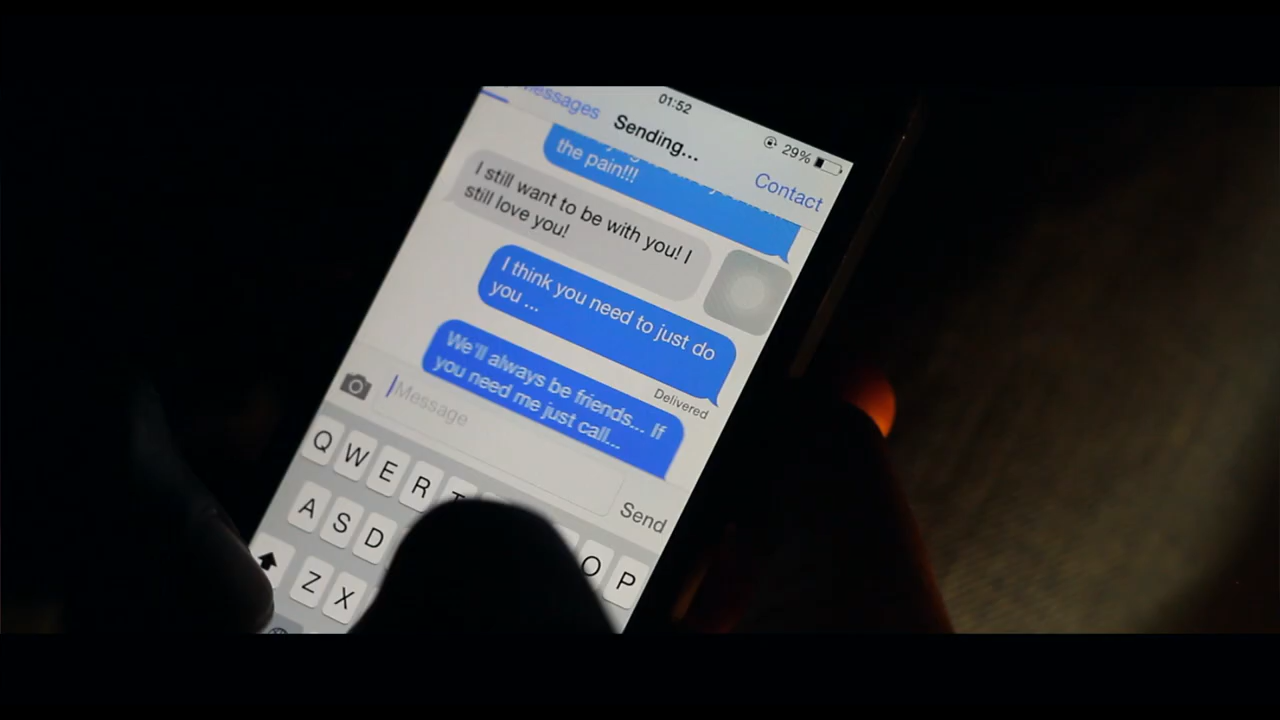 01:52
29%
Sending...
Contact
the pain!!!
I still want to be with you! I
still love you!
I think you need to just do
you ...
Delivered
We'll always be friends... If
you need me just call...
Message
Send
Q W E R
O P
A S D
Z X